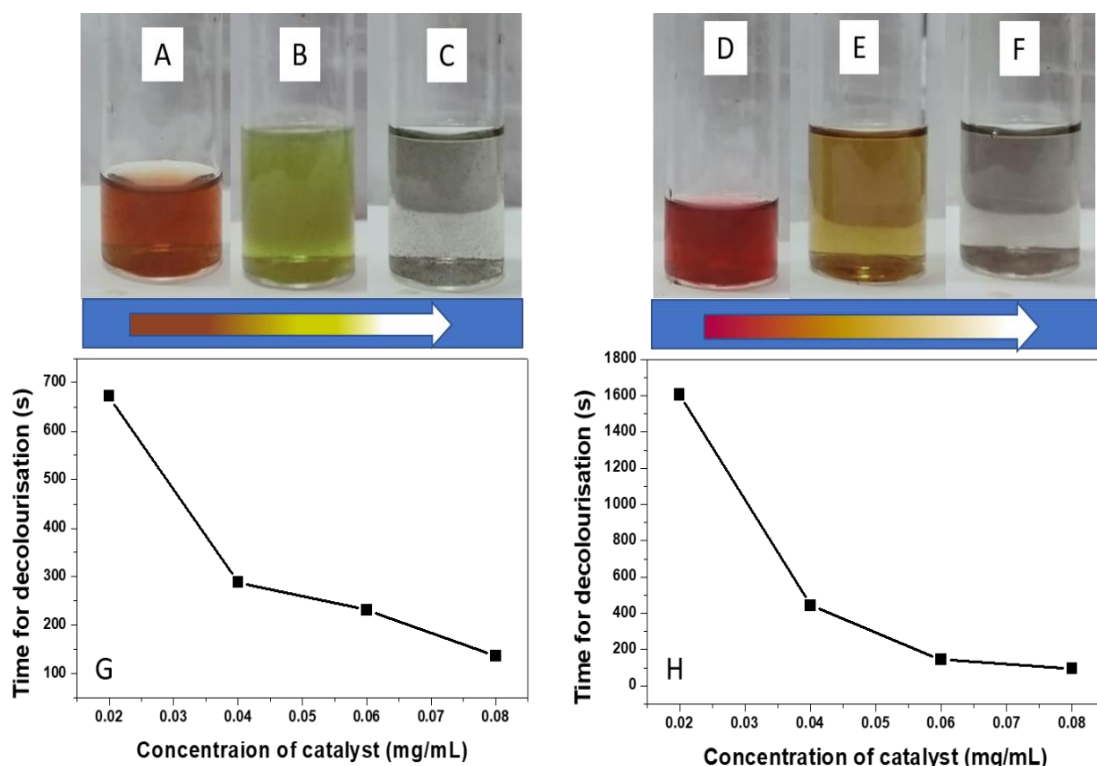 A B C
D E F
700
600
500
400
300
200
100
Time for decolourisation (s)
G
0.02 0.03 0.04 0.05 0.06 0.07 0.08
Concentraion of catalyst (mg/mL)
1800
1600
1400
1200
1000
800
600
400
200
0
Time for decolourisation (s)
H
0.02 0.03 0.04 0.05 0.06 0.07 0.08
Concentration of catalyst (mg/mL)